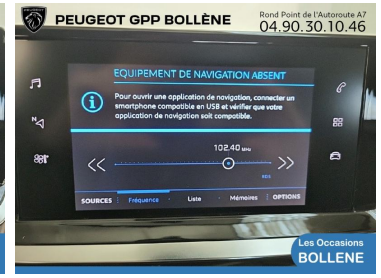 PEUGEOT GPP BOLLÈNE
Rond Point de l'Autoroute A7
04.90.30.10.46
EQUIPEMENT DE NAVIGATION ABSENT
Pour ouvrir une application de navigation, connecter un
smartphone compatible en USB et vérifier que votre
application de navigation soit compatible.
102.40 MHz
SOURCES Fréquence Liste Mémoires OPTIONS
Les Occasions
BOLLENE